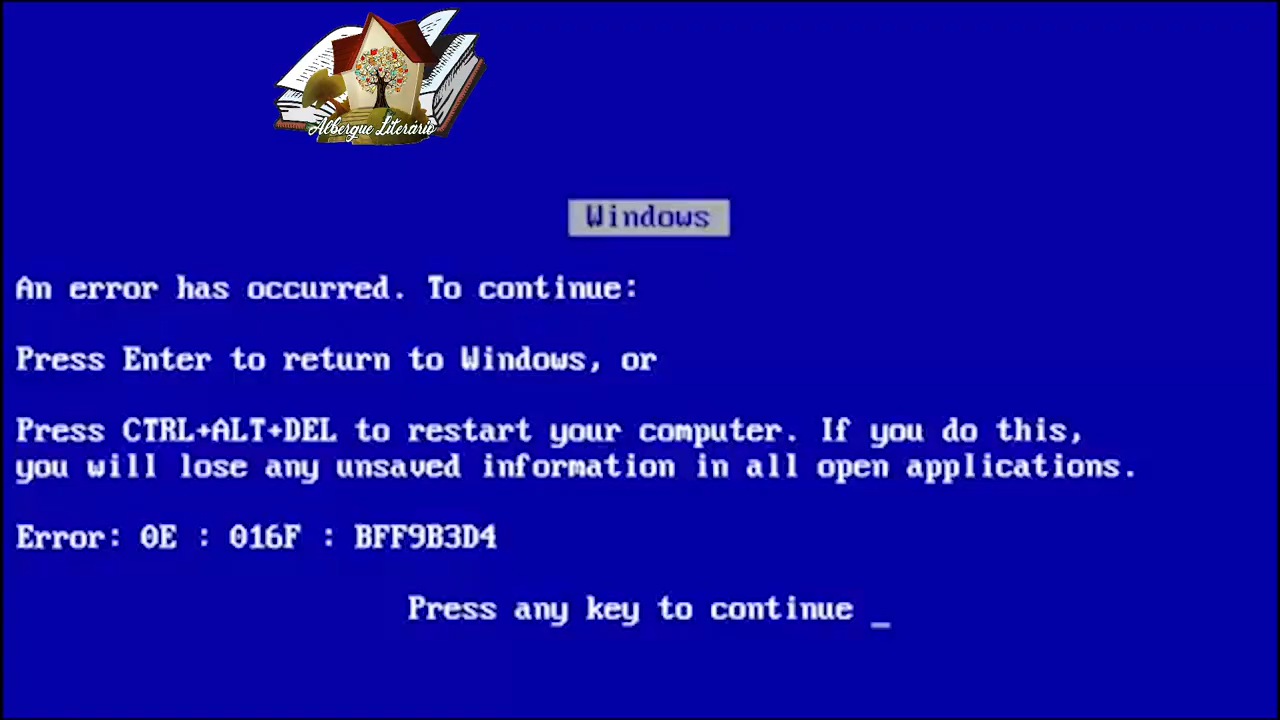 Albergue Literário
Windows
An error has occurred. To continue:
Press Enter to return to Windows, or
Press CTRL+ALT+DEL to restart your computer. If you do this,
you will lose any unsaved information in all open applications.
Error: 0E : 016F : BFF9B3D4
Press any key to continue _